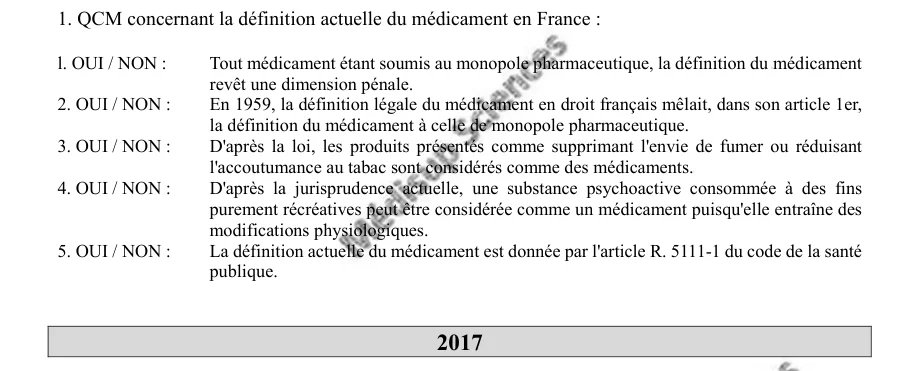 1. QCM concernant la définition actuelle du médicament en France :
l. OUI / NON : Tout médicament étant soumis au monopole pharmaceutique, la définition du médicament
revêt une dimension pénale.
2. OUI / NON : En 1959, la définition légale du médicament en droit français mêlait, dans son article 1er,
la définition du médicament à celle de monopole pharmaceutique.
3. OUI / NON : D'après la loi, les produits présentés comme supprimant l'envie de fumer ou réduisant
l'accoutumance au tabac sont considérés comme des médicaments.
4. OUI / NON : D'après la jurisprudence actuelle, une substance psychoactive consommée à des fins
purement récréatives peut être considérée comme un médicament puisqu'elle entraîne des
modifications physiologiques.
5. OUI / NON : La définition actuelle du médicament est donnée par l'article R. 5111-1 du code de la santé
publique.
Médisup Sciences
2017